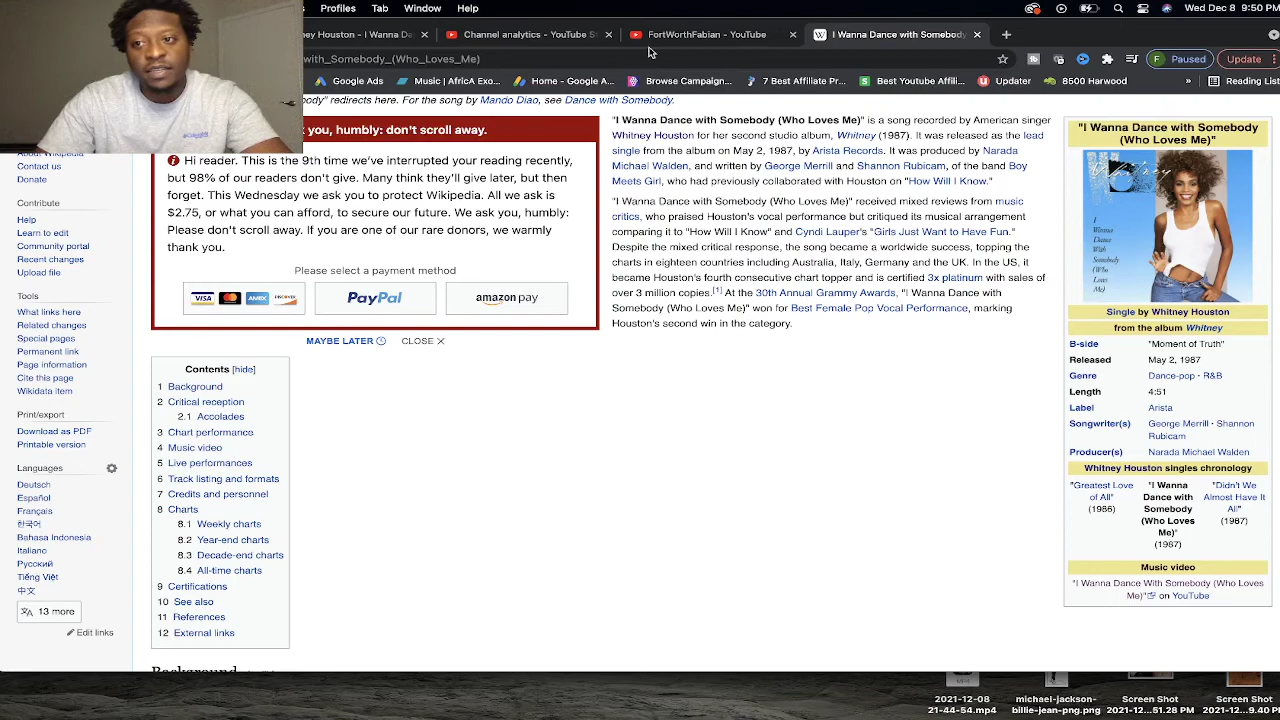 Profiles Tab Window Help
Wed Dec 8 9:50 PM
ey Houston - I Wanna Da
Channel analytics - YouTube S
FortWorthFabian - YouTube
I Wanna Dance with Somebody
with_Somebody_(Who_Loves_Me)
F Paused
Update
Google Ads
Music | AfricA Exo...
Home - Google A...
Browse Campaign...
7 Best Affiliate Pr...
Best Youtube Affili...
Updater
8500 Harwood
»
Reading List
body" redirects here. For the song by Mando Diao, see Dance with Somebody.
k you, humbly: don't scroll away.
Hi reader. This is the 9th time we've interrupted your reading recently,
but 98% of our readers don't give. Many think they'll give later, but then
forget. This Wednesday we ask you to protect Wikipedia. All we ask is
$2.75, or what you can afford, to secure our future. We ask you, humbly:
Please don't scroll away. If you are one of our rare donors, we warmly
thank you.
Please select a payment method
VISA AMEX DISCOVER
PayPal
amazon pay
MAYBE LATER
CLOSE
"I Wanna Dance with Somebody (Who Loves Me)" is a song recorded by American singer
Whitney Houston for her second studio album, Whitney (1987). It was released as the lead
single from the album on May 2, 1987, by Arista Records. It was produced by Narada
Michael Walden, and written by George Merrill and Shannon Rubicam, of the band Boy
Meets Girl, who had previously collaborated with Houston on "How Will I Know."
"I Wanna Dance with Somebody (Who Loves Me)" received mixed reviews from music
critics, who praised Houston's vocal performance but critiqued its musical arrangement
comparing it to "How Will I Know" and Cyndi Lauper's "Girls Just Want to Have Fun."
Despite the mixed critical response, the song became a worldwide success, topping the
charts in eighteen countries including Australia, Italy, Germany and the UK. In the US, it
became Houston's fourth consecutive chart topper and is certified 3x platinum with sales of
over 3 million copies.[1] At the 30th Annual Grammy Awards, "I Wanna Dance with
Somebody (Who Loves Me)" won for Best Female Pop Vocal Performance, marking
Houston's second win in the category.
"I Wanna Dance with Somebody
(Who Loves Me)"
Whitney
I
Wanna
Dance
With
Somebody
(Who
Loves
Me)
Single by Whitney Houston
from the album Whitney
B-side "Moment of Truth"
Released May 2, 1987
Genre Dance-pop · R&B
Length 4:51
Label Arista
Songwriter(s) George Merrill · Shannon
Rubicam
Producer(s) Narada Michael Walden
Whitney Houston singles chronology
"Greatest Love
of All"
(1986)
"I Wanna
Dance with
Somebody
(Who Loves
Me)"
(1987)
"Didn't We
Almost Have It
All"
(1987)
Music video
"I Wanna Dance With Somebody (Who Loves
Me)" on YouTube
About Wikipedia
Contact us
Donate
Contribute
Help
Learn to edit
Community portal
Recent changes
Upload file
Tools
What links here
Related changes
Special pages
Permanent link
Page information
Cite this page
Wikidata item
Print/export
Download as PDF
Printable version
Languages
Deutsch
Español
Français
한국어
Bahasa Indonesia
Italiano
Русский
Tiếng Việt
中文
13 more
Edit links
Contents [hide]
1 Background
2 Critical reception
2.1 Accolades
3 Chart performance
4 Music video
5 Live performances
6 Track listing and formats
7 Credits and personnel
8 Charts
8.1 Weekly charts
8.2 Year-end charts
8.3 Decade-end charts
8.4 All-time charts
9 Certifications
10 See also
11 References
12 External links
Background
2021-12-08
21-44-54.mp4
michael-jackson-
billie-jean-png.png
Screen Shot
2021-12...51.28 PM
Screen Shot
2021-12...9.40 PM